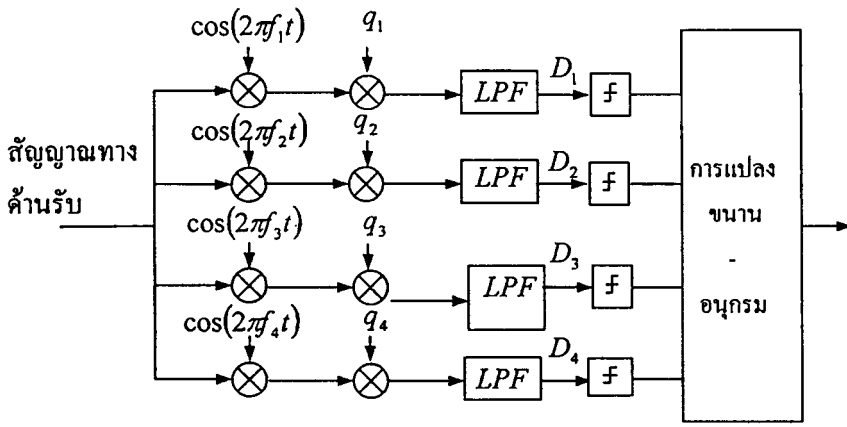 cos(2πf₁t)
q₁
LPF
D₁
cos(2πf₂t)
q₂
LPF
D₂
สัญญาณทาง
ด้านรับ
cos(2πf₃t)
q₃
LPF
D₃
cos(2πf₄t)
q₄
LPF
D₄
การแปลง
ขนาน
-
อนุกรม